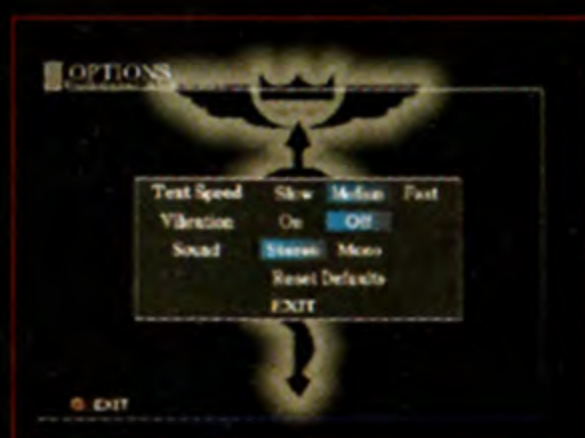 OPTIONS
Text Speed Slow Medium Fast
Vibration On Off
Sound Stereo Mono
Reset Defaults
EXIT
EXIT